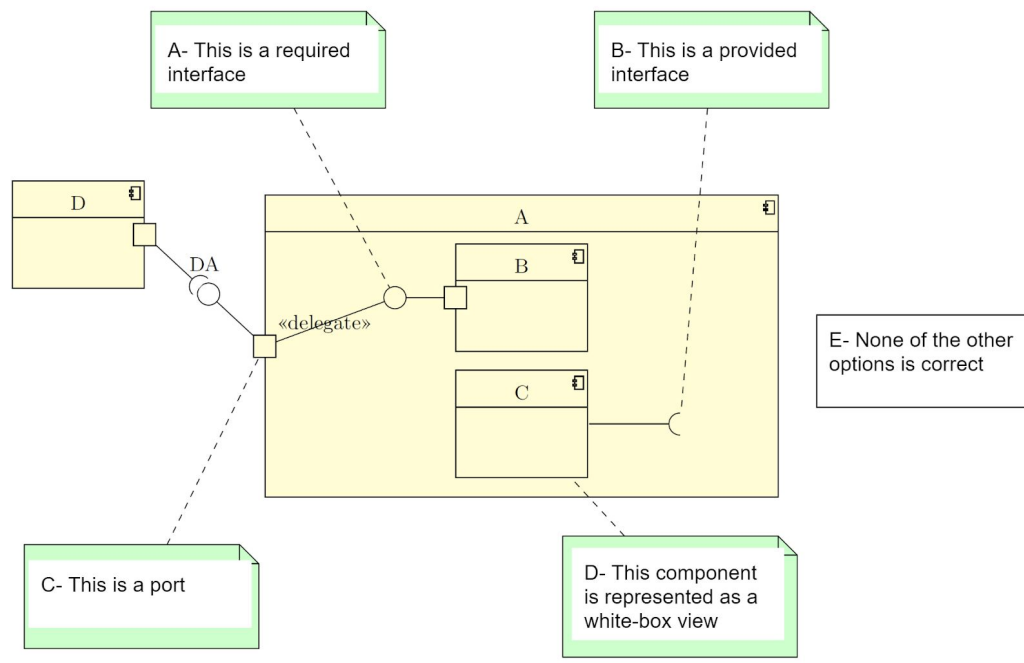 A- This is a required
interface
B- This is a provided
interface
D
A
DA
B
«delegate»
E- None of the other
options is correct
C
C- This is a port
D- This component
is represented as a
white-box view